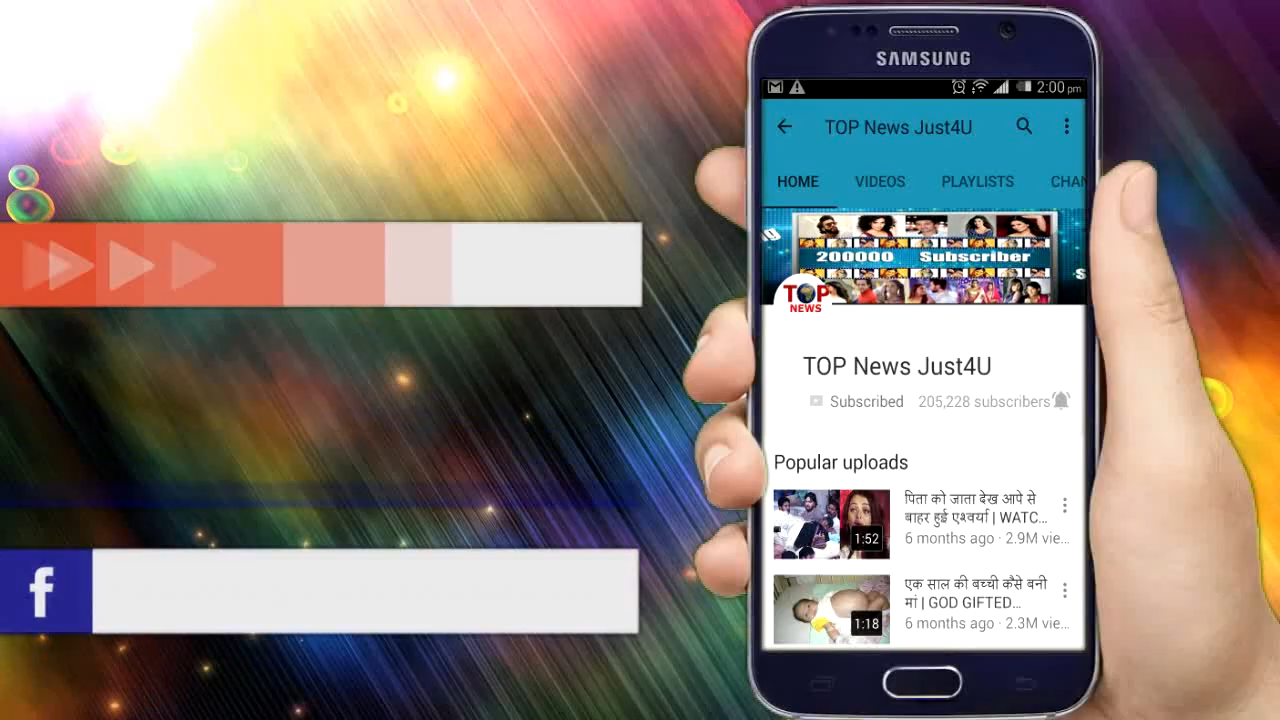 SAMSUNG
2:00 pm
TOP News Just4U
HOME VIDEOS PLAYLISTS CHAN
200000 Subscriber
TOP
NEWS
TOP News Just4U
Subscribed 205,228 subscribers
Popular uploads
पिता को जाता देख आपे से
बाहर हुई एश्वर्या | WATC...
6 months ago · 2.9M vie...
1:52
एक साल की बच्ची कैसे बनी
मां | GOD GIFTED...
6 months ago · 2.3M vie...
1:18
f